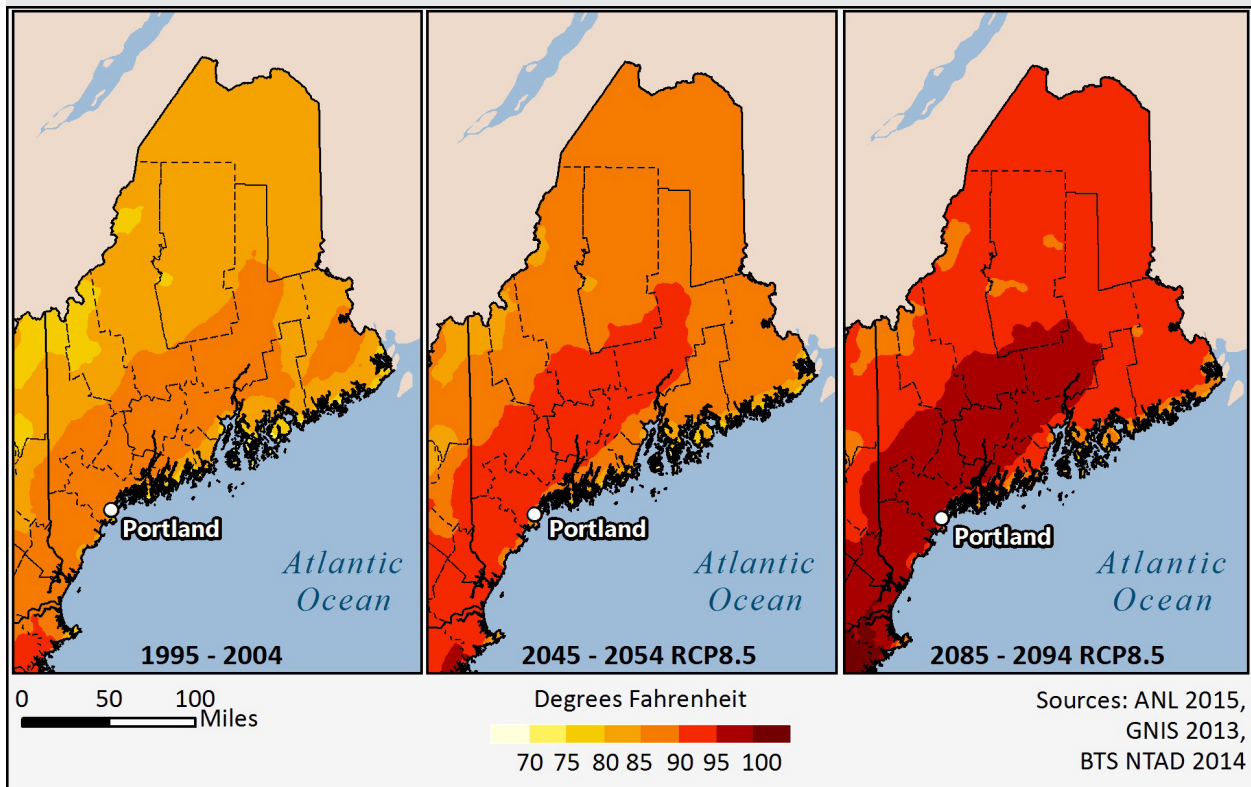 Portland
Atlantic
Ocean
1995 - 2004
Portland
Atlantic
Ocean
2045 - 2054 RCP8.5
Portland
Atlantic
Ocean
2085 - 2094 RCP8.5
0 50 100
Miles
Degrees Fahrenheit
70 75 80 85 90 95 100
Sources: ANL 2015,
GNIS 2013,
BTS NTAD 2014